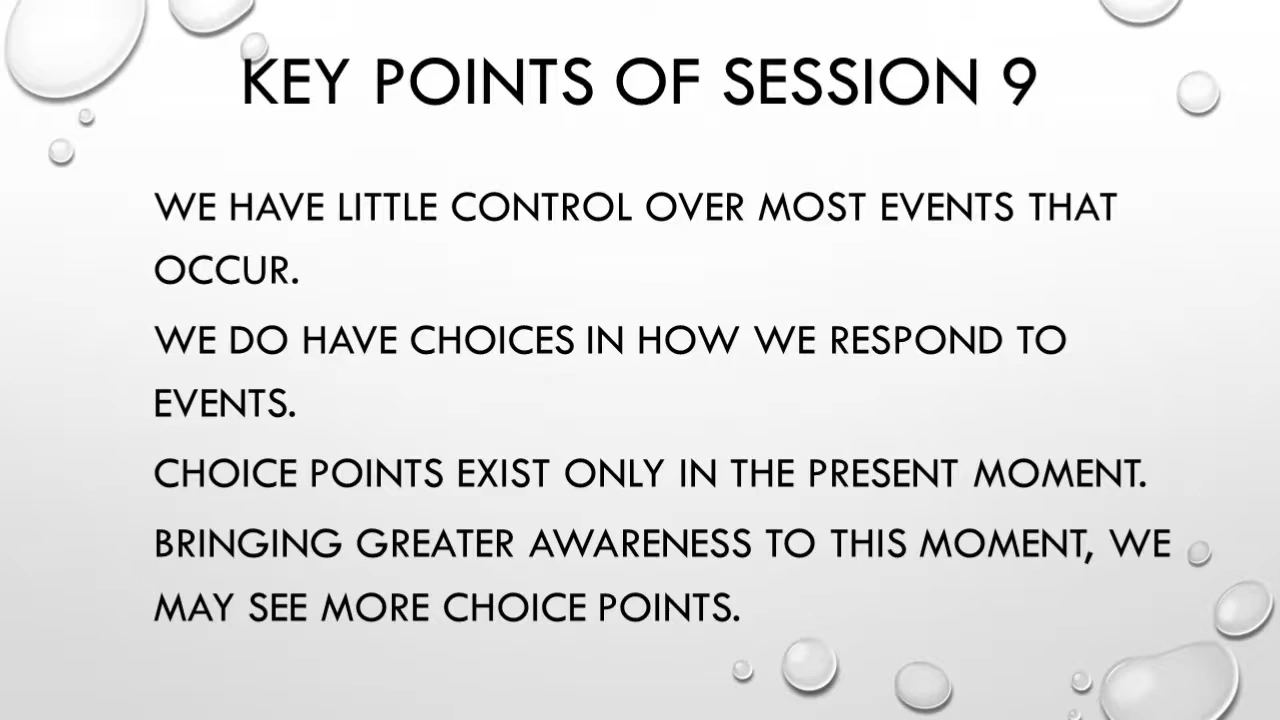 KEY POINTS OF SESSION 9
WE HAVE LITTLE CONTROL OVER MOST EVENTS THAT
OCCUR.
WE DO HAVE CHOICES IN HOW WE RESPOND TO
EVENTS.
CHOICE POINTS EXIST ONLY IN THE PRESENT MOMENT.
BRINGING GREATER AWARENESS TO THIS MOMENT, WE
MAY SEE MORE CHOICE POINTS.